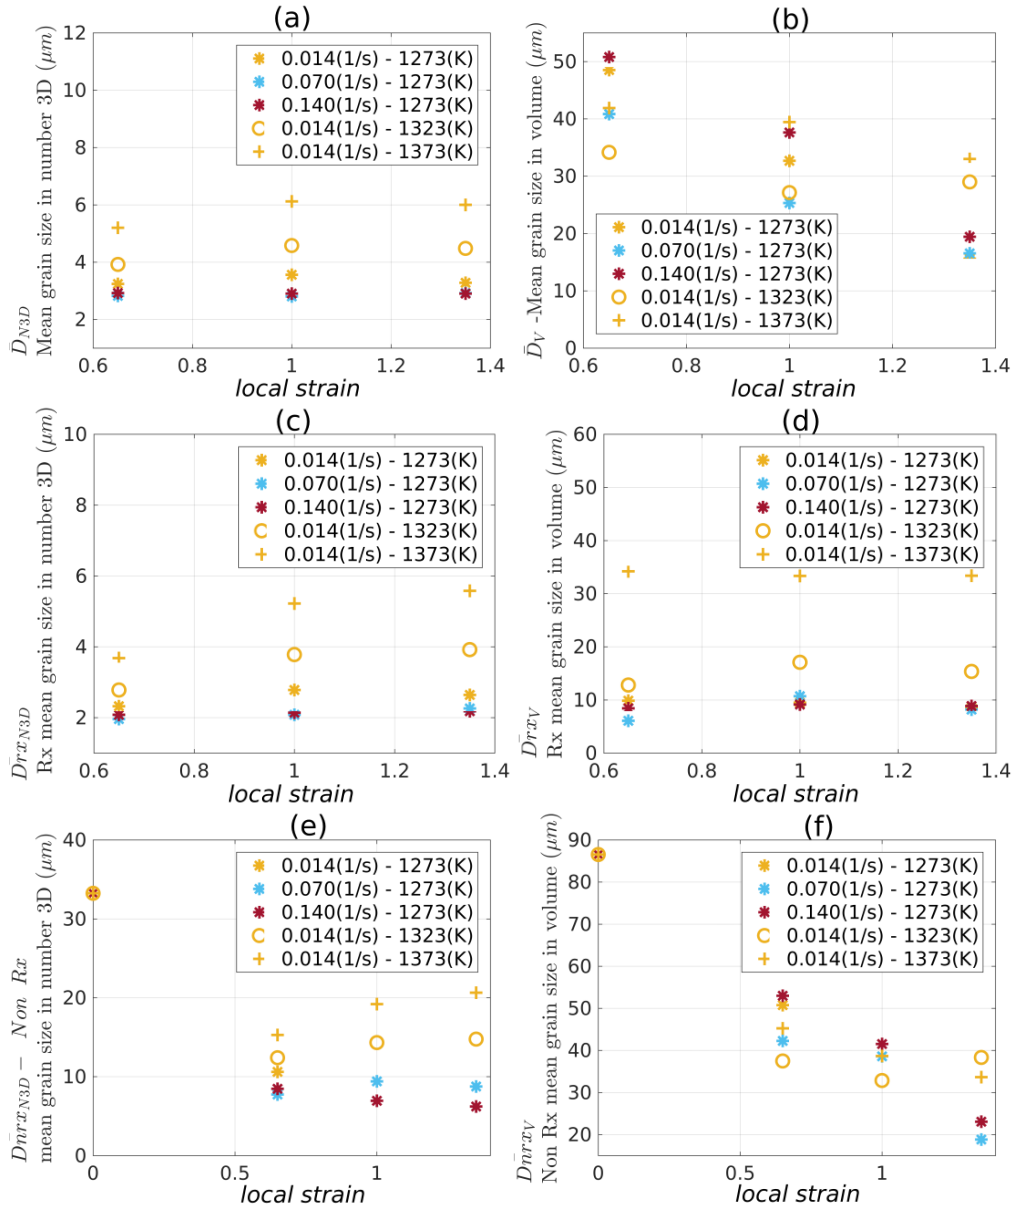 (a)
D̄_{N3D}
Mean grain size in number 3D (μm)
12
10
8
6
4
2
0.6
0.8
1
1.2
1.4
local strain
0.014(1/s) - 1273(K)
0.070(1/s) - 1273(K)
0.140(1/s) - 1273(K)
0.014(1/s) - 1323(K)
0.014(1/s) - 1373(K)
(b)
D̄_V -Mean grain size in volume (μm)
50
40
30
20
10
0
0.6
0.8
1
1.2
1.4
local strain
0.014(1/s) - 1273(K)
0.070(1/s) - 1273(K)
0.140(1/s) - 1273(K)
0.014(1/s) - 1323(K)
0.014(1/s) - 1373(K)
(c)
D̄rx_{N3D}
Rx mean grain size in number 3D (μm)
10
8
6
4
2
0.6
0.8
1
1.2
1.4
local strain
0.014(1/s) - 1273(K)
0.070(1/s) - 1273(K)
0.140(1/s) - 1273(K)
0.014(1/s) - 1323(K)
0.014(1/s) - 1373(K)
(d)
D̄rx_V
Rx mean grain size in volume (μm)
60
50
40
30
20
10
0
0.6
0.8
1
1.2
1.4
local strain
0.014(1/s) - 1273(K)
0.070(1/s) - 1273(K)
0.140(1/s) - 1273(K)
0.014(1/s) - 1323(K)
0.014(1/s) - 1373(K)
(e)
D̄nrx_{N3D} − Non Rx
mean grain size in number 3D (μm)
40
30
20
10
0
0
0.5
1
local strain
0.014(1/s) - 1273(K)
0.070(1/s) - 1273(K)
0.140(1/s) - 1273(K)
0.014(1/s) - 1323(K)
0.014(1/s) - 1373(K)
(f)
D̄nrx_V
Non Rx mean grain size in volume (μm)
90
80
70
60
50
40
30
20
0
0.5
1
local strain
0.014(1/s) - 1273(K)
0.070(1/s) - 1273(K)
0.140(1/s) - 1273(K)
0.014(1/s) - 1323(K)
0.014(1/s) - 1373(K)